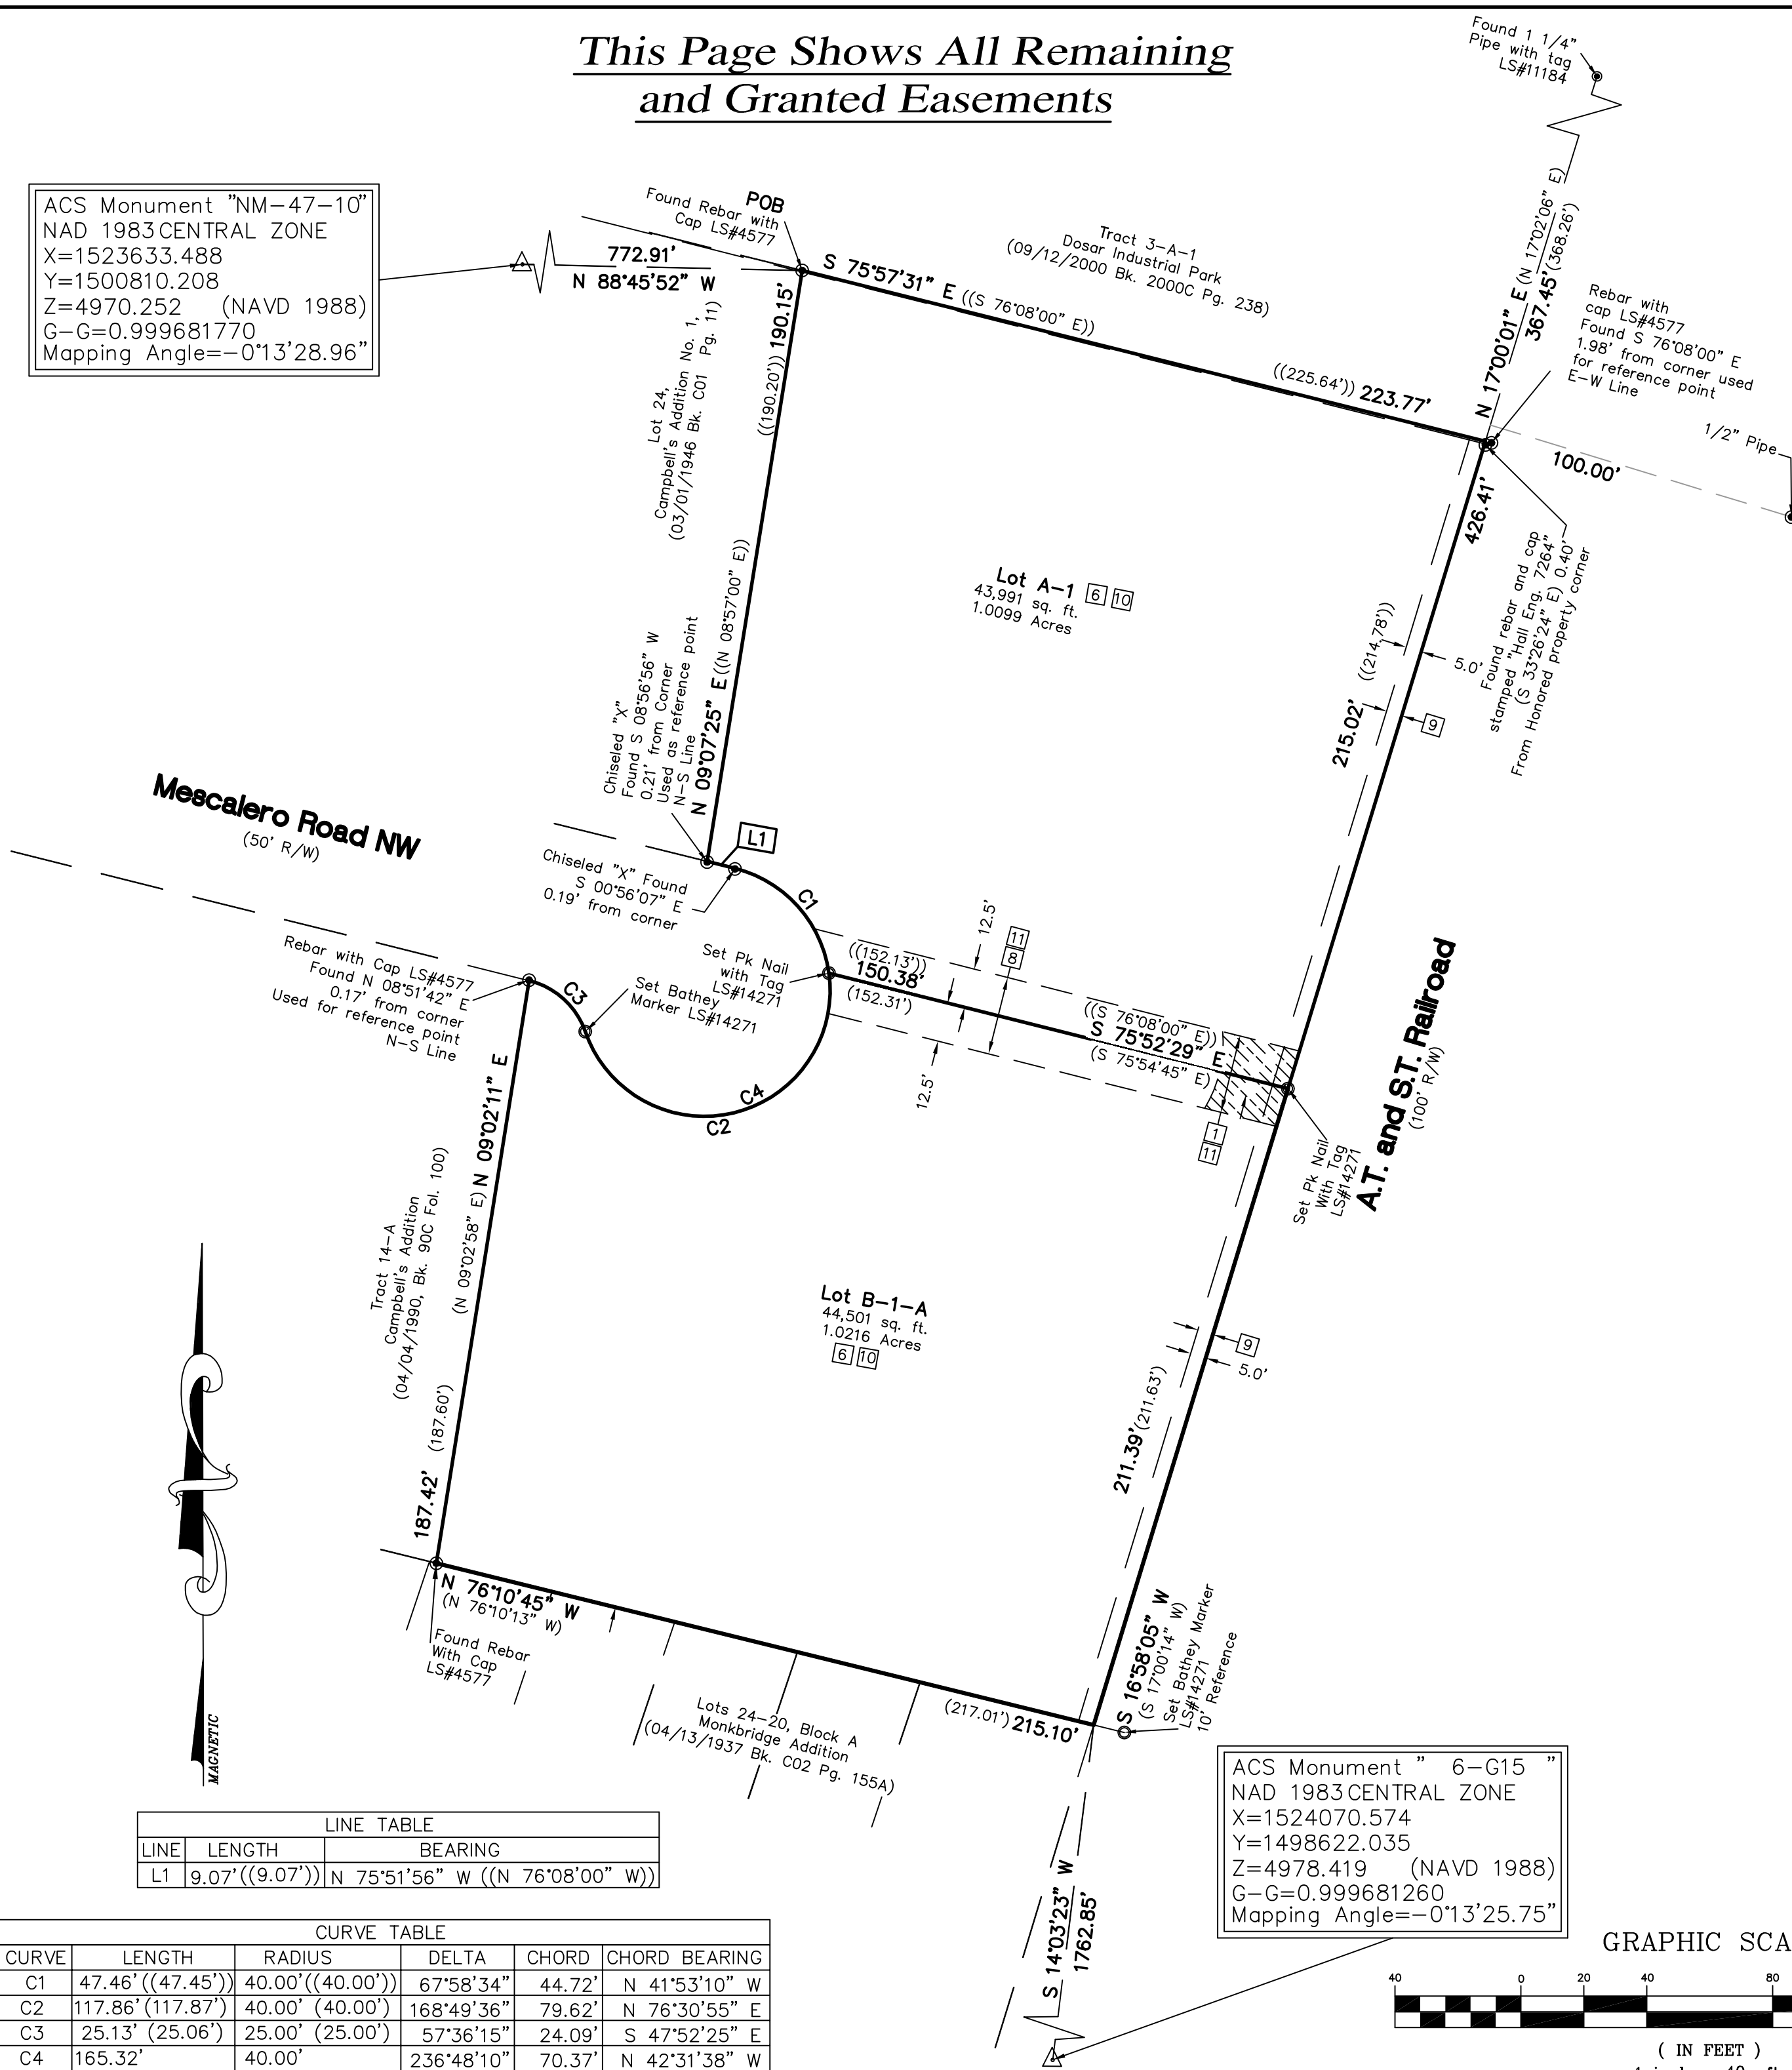 This Page Shows All Remaining
and Granted Easements
Found 1 1/4"
Pipe with tag
LS#11184
ACS Monument "NM-47-10"
NAD 1983 CENTRAL ZONE
X=1523633.488
Y=1500810.208
Z=4970.252 (NAVD 1988)
G-G=0.999681770
Mapping Angle=-0°13'28.96"
POB
Found Rebar with
Cap LS#4577
772.91'
N 88°45'52" W
S 75°57'31" E ((S 76°08'00" E))
Tract 3-A-1
Dosar Industrial Park
(09/12/2000 Bk. 2000C Pg. 238)
((225.64')) 223.77'
N 17°00'01" E (N 17°02'06" E)
367.45' (368.26')
Rebar with
cap LS#4577
Found S 76°08'00" E
1.98' from corner used
for reference point
E-W Line
1/2" Pipe
100.00'
((190.20')) 190.15'
Lot 24,
Campbell's Addition No. 1,
(03/01/1946 Bk. C01 Pg. 11)
N 09°07'25" E ((N 08°57'00" E))
Chiseled "X"
Found S 08°56'56" W
0.21' from Corner
Used as reference point
N-S Line
Lot A-1 6 10
43,991 sq. ft.
1.0099 Acres
426.41'
215.02' ((214.78'))
5.0'
9
Found rebar and cap
stamped "Hall Eng. 7264"
(S 33°26'24" E) 0.40'
From Honored property corner
Mescalero Road NW
(50' R/W)
L1
Chiseled "X" Found
S 00°56'07" E
0.19' from corner
C1
Rebar with Cap LS#4577
Found N 08°51'42" E
0.17' from corner
Used for reference point
N-S Line
C3
Set Bathey
Marker LS#14271
Set Pk Nail
with Tag
LS#14271
((152.13'))
150.38'
(152.31')
12.5'
11
8
12.5'
((S 76°08'00" E))
S 75°52'29" E
(S 75°54'45" E)
1
11
C4
C2
A.T. and S.T. Railroad
(100' R/W)
Set Pk Nail
With Tag
LS#14271
Tract 14-A
Campbell's Addition
(04/04/1990, Bk. 90C Fol. 100)
(N 09°02'58" E) N 09°02'11" E
187.42' (187.60')
Lot B-1-A
44,501 sq. ft.
1.0216 Acres
6 10
9
5.0'
211.39' (211.63')
N 76°10'45" W
(N 76°10'13" W)
Found Rebar
With Cap
LS#4577
Lots 24-20, Block A
Monkbridge Addition
(04/13/1937 Bk. C02 Pg. 155A)
(217.01') 215.10'
S 16°58'05" W
(S 17°00'14" W)
Set Bathey Marker
LS#14271
10' Reference
MAGNETIC
S 14°03'23" W
1762.85'
ACS Monument " 6-G15 "
NAD 1983 CENTRAL ZONE
X=1524070.574
Y=1498622.035
Z=4978.419 (NAVD 1988)
G-G=0.999681260
Mapping Angle=-0°13'25.75"
LINE TABLE
LINE LENGTH BEARING
L1 9.07' ((9.07')) N 75°51'56" W ((N 76°08'00" W))
CURVE TABLE
CURVE LENGTH RADIUS DELTA CHORD CHORD BEARING
C1 47.46' ((47.45')) 40.00' ((40.00')) 67°58'34" 44.72' N 41°53'10" W
C2 117.86' (117.87') 40.00' (40.00') 168°49'36" 79.62' N 76°30'55" E
C3 25.13' (25.06') 25.00' (25.00') 57°36'15" 24.09' S 47°52'25" E
C4 165.32' 40.00' 236°48'10" 70.37' N 42°31'38" W
GRAPHIC SCA
40 0 20 40 80
( IN FEET )